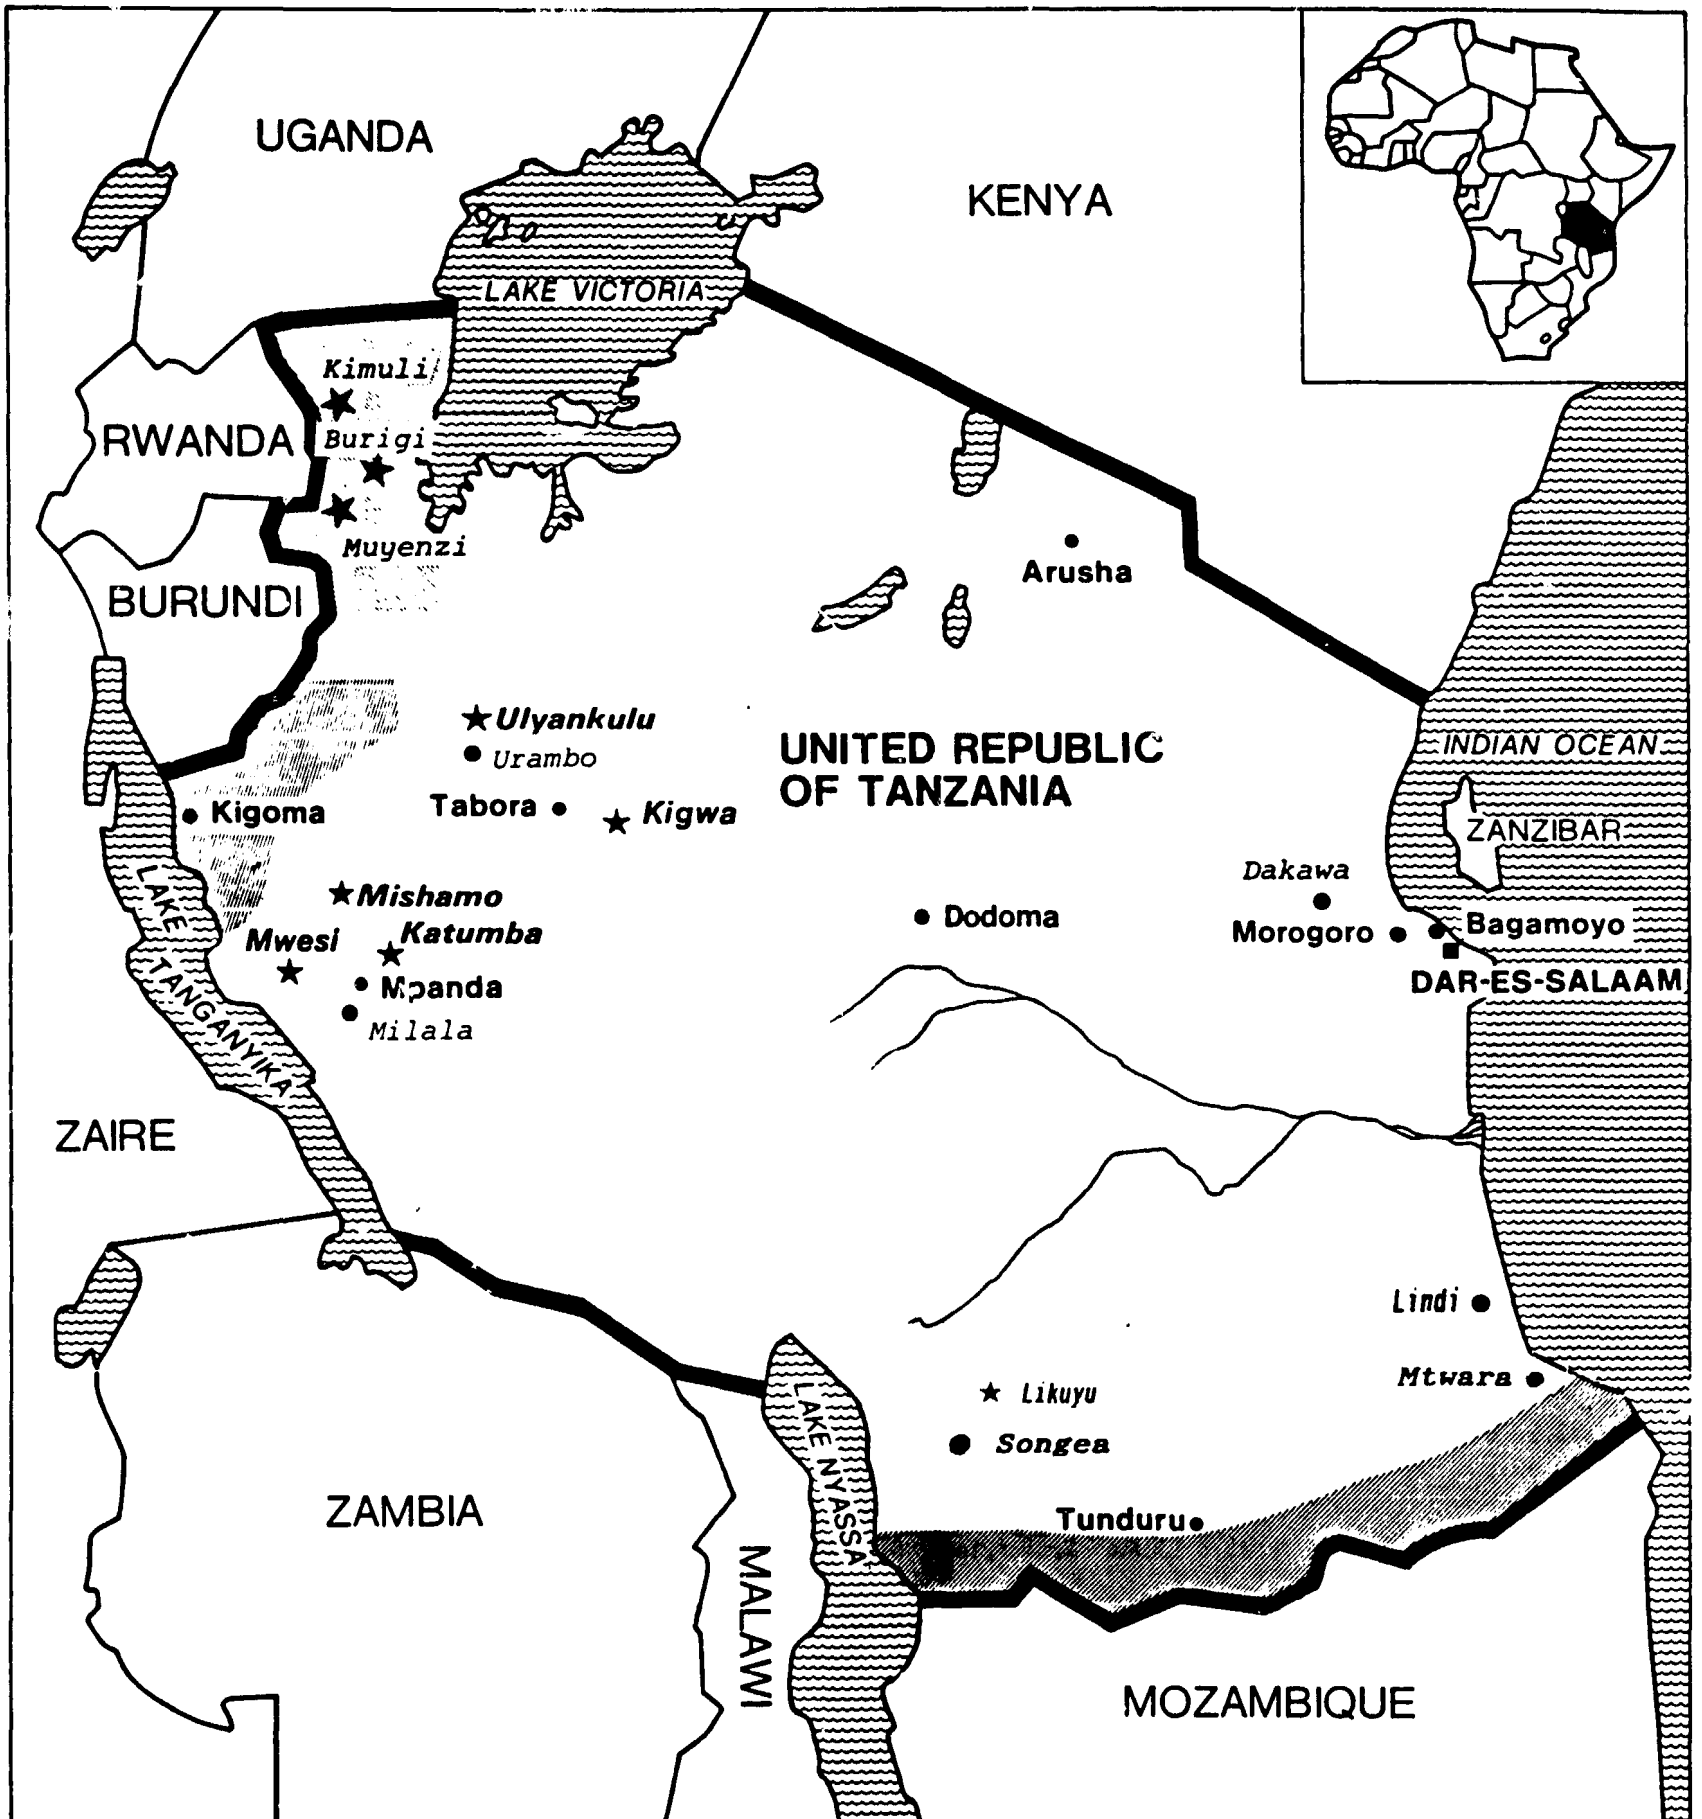 UGANDA
KENYA
LAKE VICTORIA
Kimuli
RWANDA
Burigi
Muyenzi
Arusha
BURUNDI
Ulyankulu
Urambo
UNITED REPUBLIC
OF TANZANIA
INDIAN OCEAN
Kigoma
Tabora
Kigwa
ZANZIBAR
Dakawa
Mishamo
Dodoma
Bagamoyo
Morogoro
Katumba
Mwesi
DAR-ES-SALAAM
Mpanda
Milala
LAKE TANGANYIKA
ZAIRE
Lindi
Mtwara
Likuyu
Songea
LAKE NYASSA
ZAMBIA
Tunduru
MALAWI
MOZAMBIQUE